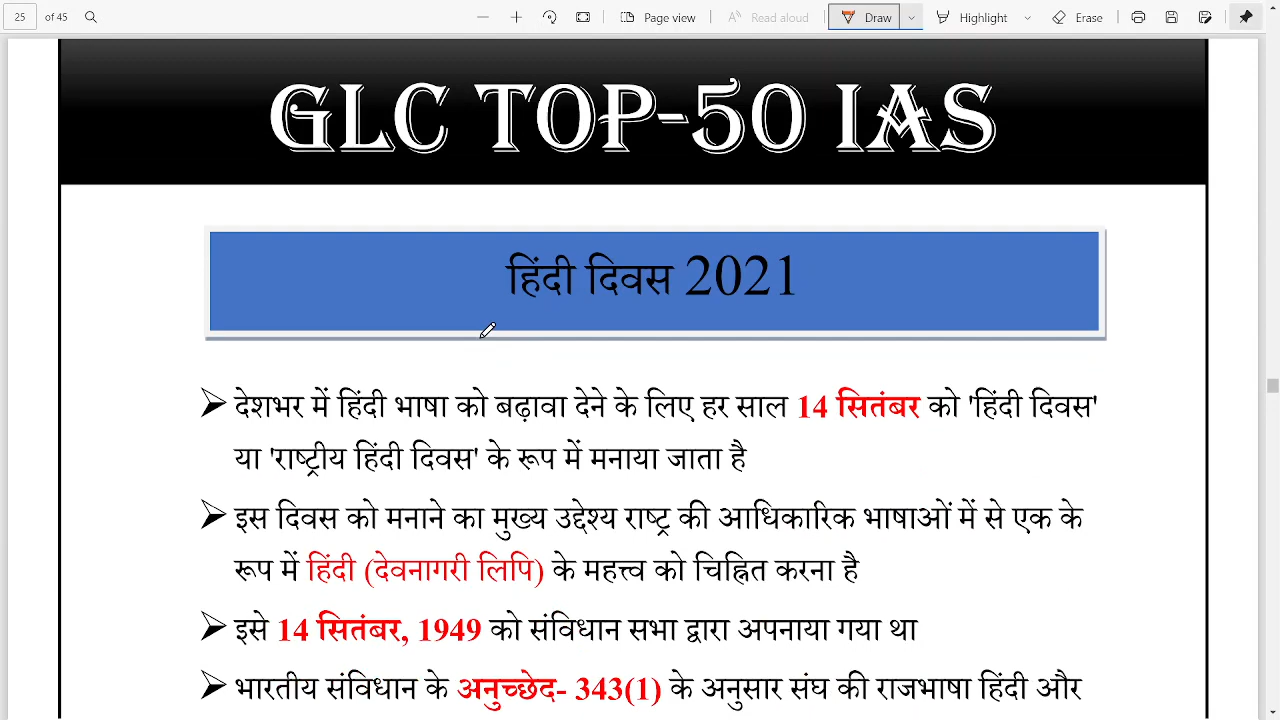 25 of 45 Page view Read aloud Draw Highlight Erase
GLC TOP-50 IAS
हिंदी दिवस 2021
देशभर में हिंदी भाषा को बढ़ावा देने के लिए हर साल 14 सितंबर को 'हिंदी दिवस'
या 'राष्ट्रीय हिंदी दिवस' के रूप में मनाया जाता है
इस दिवस को मनाने का मुख्य उद्देश्य राष्ट्र की आधिकारिक भाषाओं में से एक के
रूप में हिंदी (देवनागरी लिपि) के महत्त्व को चिह्नित करना है
इसे 14 सितंबर, 1949 को संविधान सभा द्वारा अपनाया गया था
भारतीय संविधान के अनुच्छेद- 343(1) के अनुसार संघ की राजभाषा हिंदी और